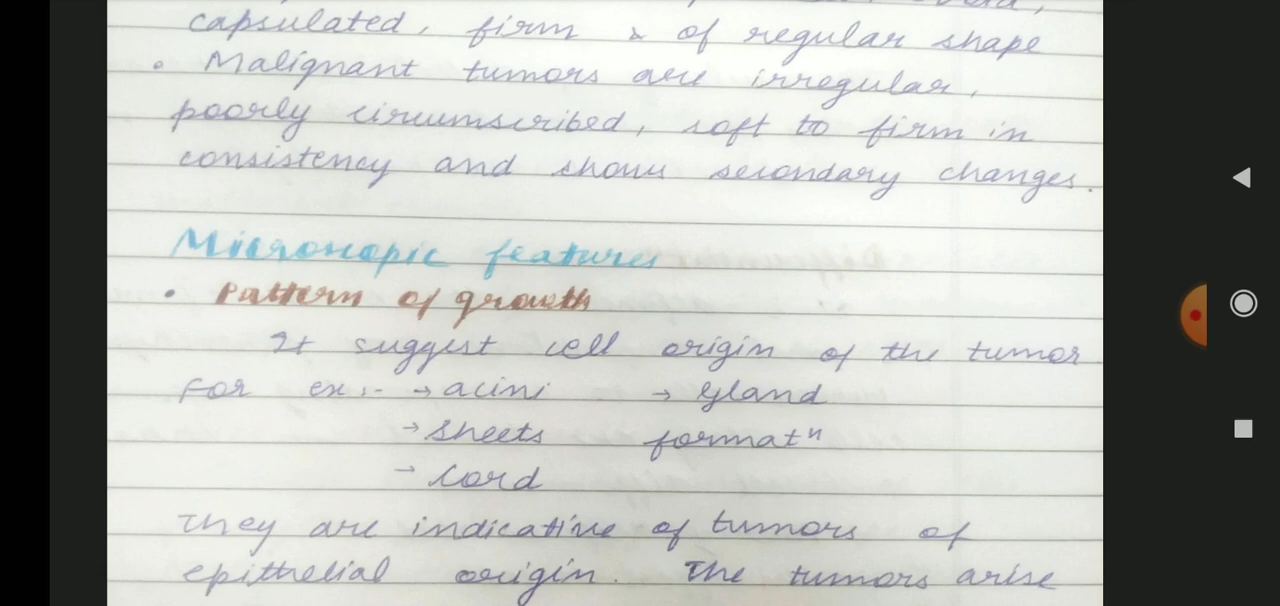 capsulated, firm & of regular shape
• Malignant tumors are irregular,
poorly circumscribed, soft to firm in
consistency and shows secondary changes.
Microscopic features
• Pattern of growth
It suggest cell origin of the tumor
For ex:- → acini → Gland
→ sheets formatⁿ
→ Cord
They are indicative of tumors of
epithelial origin. The tumors arise